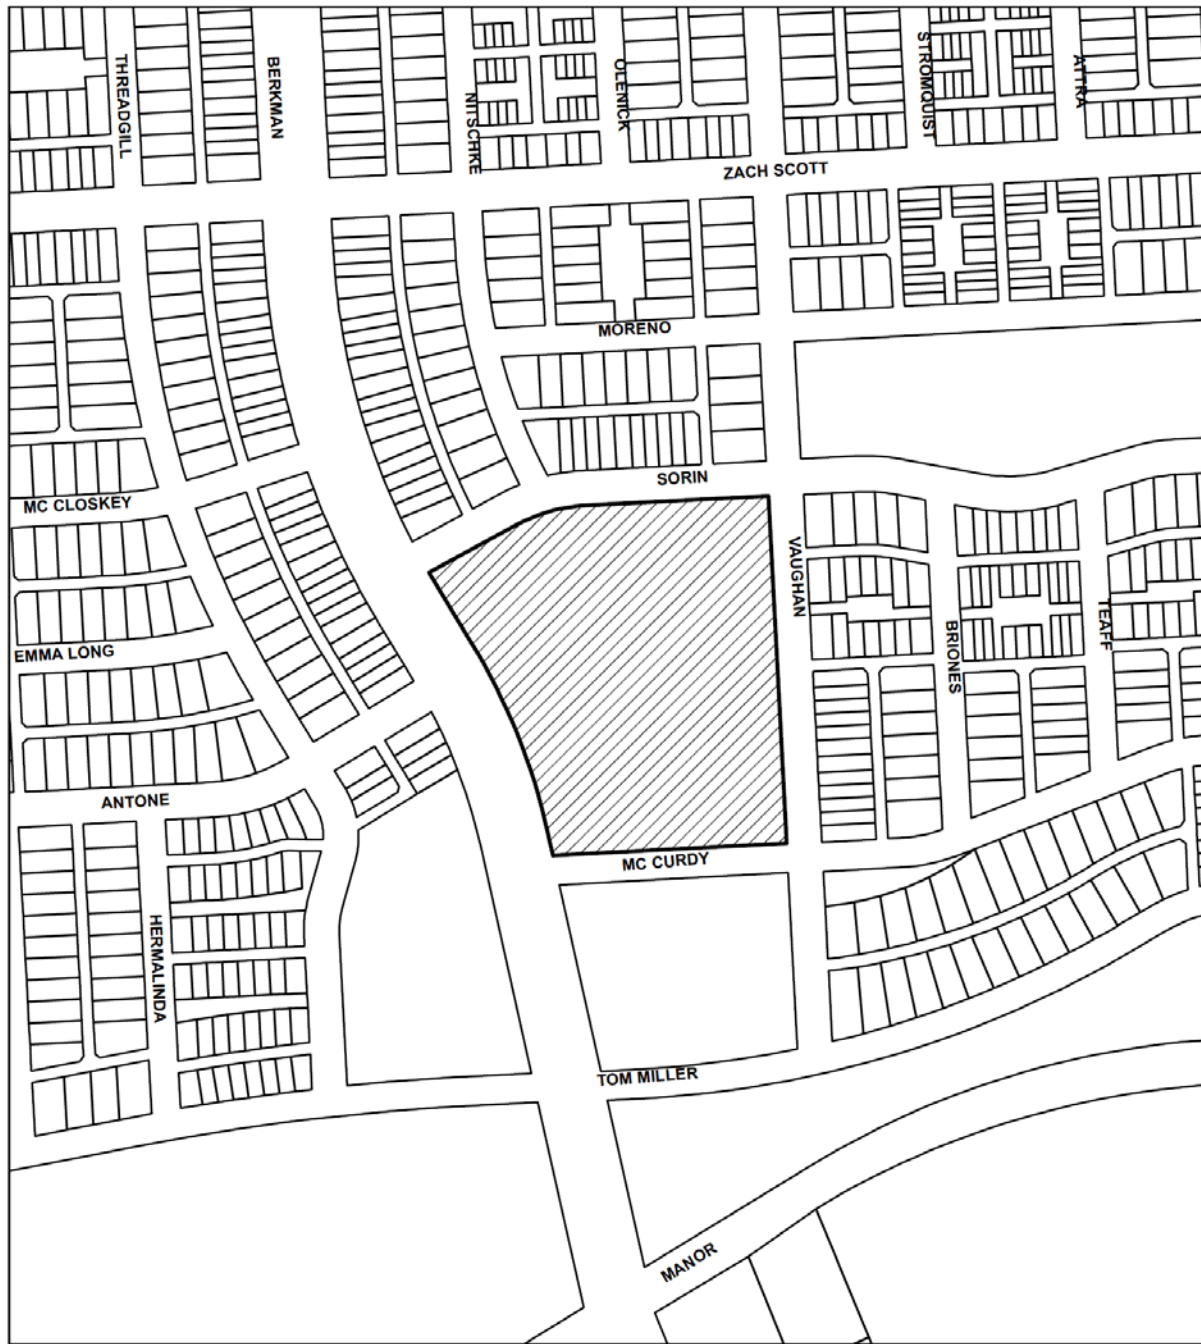 THREADGILL
BERKMAN
NITSCHKE
OLENICK
STROMQUIST
ATTRA
ZACH SCOTT
MORENO
SORIN
MC CLOSKEY
VAUGHAN
BRIONES
TEAFF
EMMA LONG
ANTONE
MC CURDY
HERMALINDA
TOM MILLER
MANOR